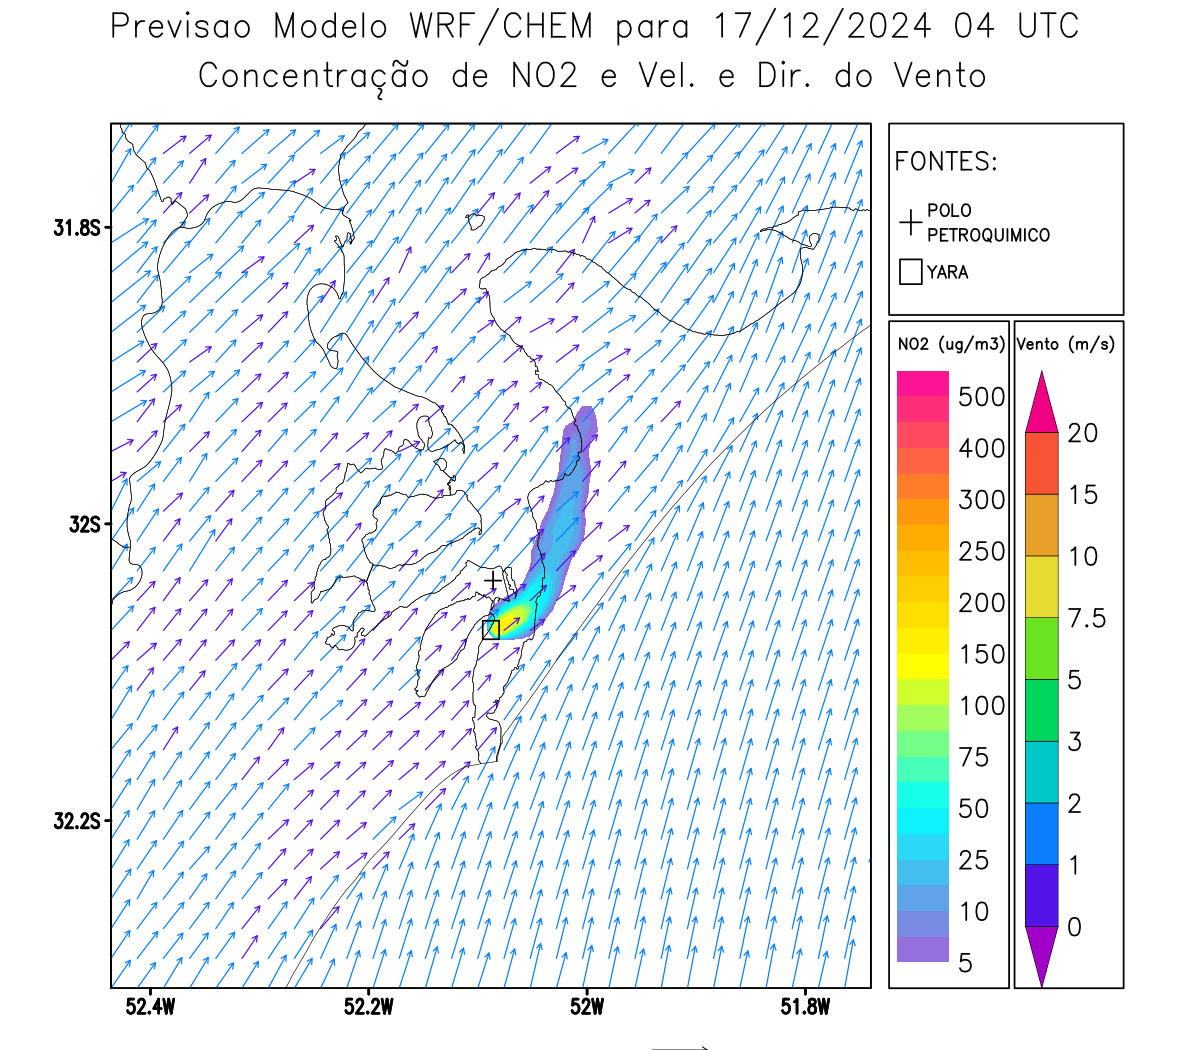 Previsao Modelo WRF/CHEM para 17/12/2024 04 UTC
Concentração de NO2 e Vel. e Dir. do Vento
FONTES:
POLO
PETROQUIMICO
YARA
NO2 (ug/m3)
500
400
300
250
200
150
100
75
50
25
10
5
Vento (m/s)
20
15
10
7.5
5
3
2
1
0
31.8S
32S
32.2S
52.4W
52.2W
52W
51.8W